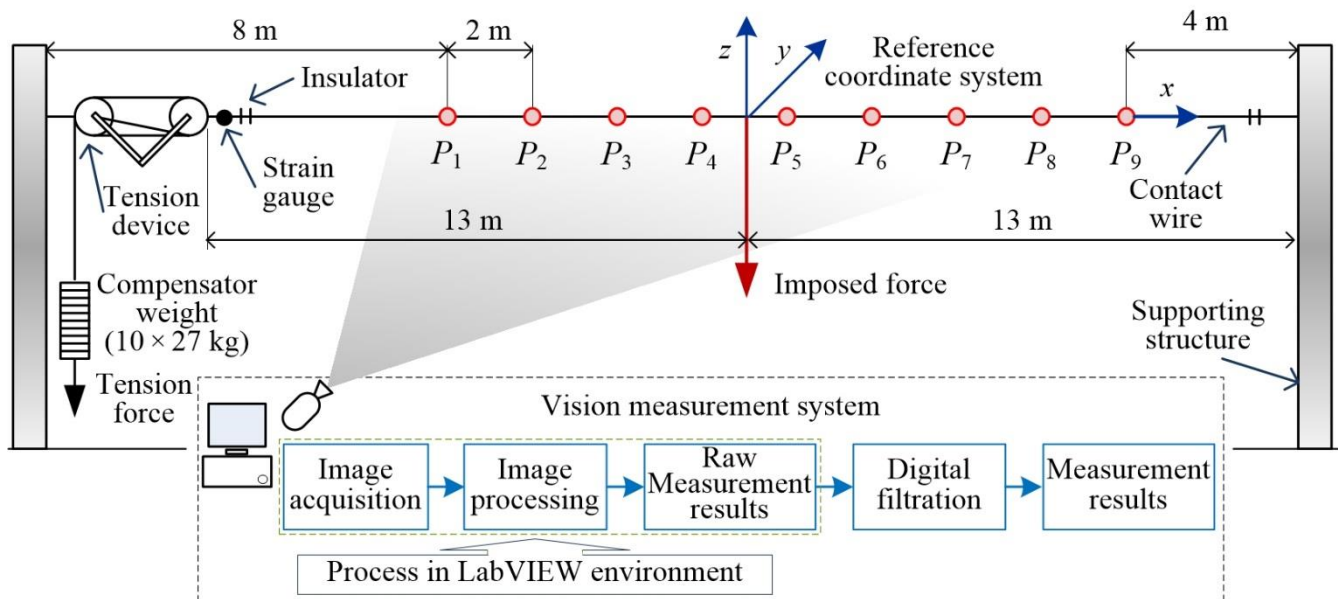 8 m
2 m
4 m
Insulator
z
y
Reference
coordinate system
x
P1
P2
P3
P4
P5
P6
P7
P8
P9
Tension
device
Strain
gauge
Contact
wire
13 m
13 m
Compensator
weight
(10 × 27 kg)
Imposed force
Supporting
structure
Tension
force
Vision measurement system
Image
acquisition
Image
processing
Raw
Measurement
results
Digital
filtration
Measurement
results
Process in LabVIEW environment